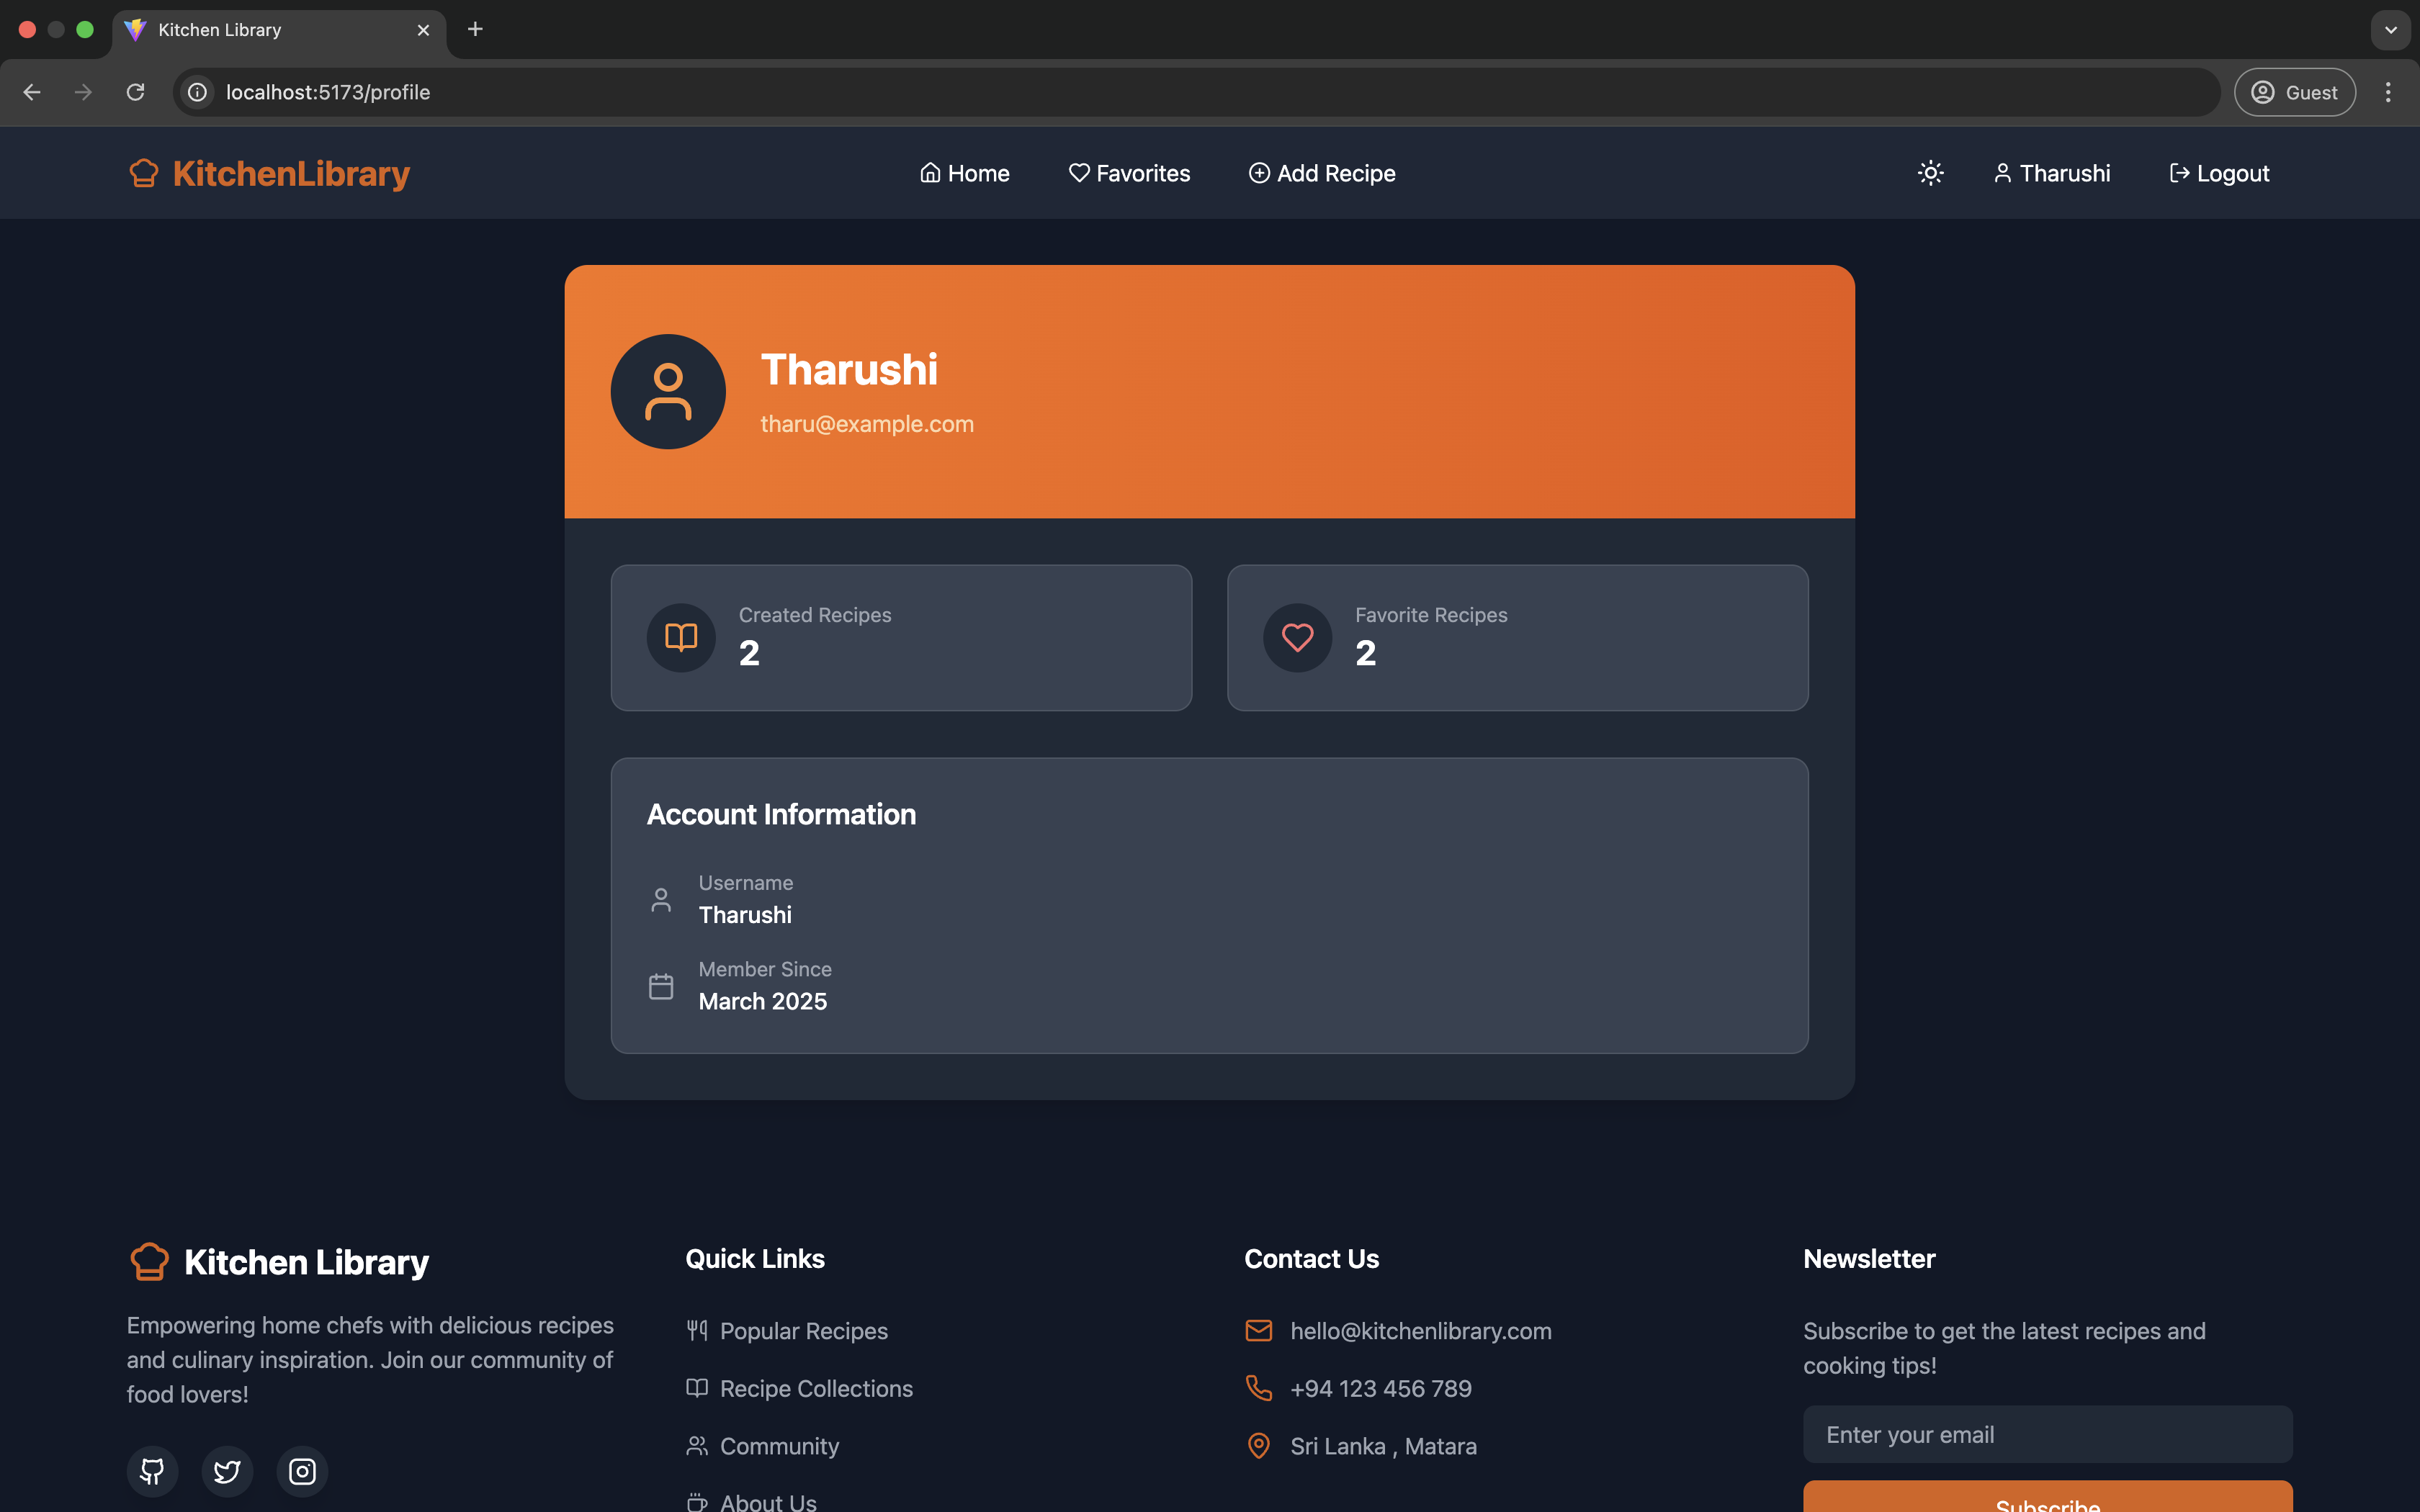 Kitchen Library
localhost:5173/profile
Guest
KitchenLibrary
Home
Favorites
Add Recipe
Tharushi
Logout
Tharushi
tharu@example.com
Created Recipes
2
Favorite Recipes
2
Account Information
Username
Tharushi
Member Since
March 2025
Kitchen Library
Empowering home chefs with delicious recipes
and culinary inspiration. Join our community of
food lovers!
Quick Links
Popular Recipes
Recipe Collections
Community
About Us
Contact Us
hello@kitchenlibrary.com
+94 123 456 789
Sri Lanka , Matara
Newsletter
Subscribe to get the latest recipes and
cooking tips!
Enter your email
Subscribe